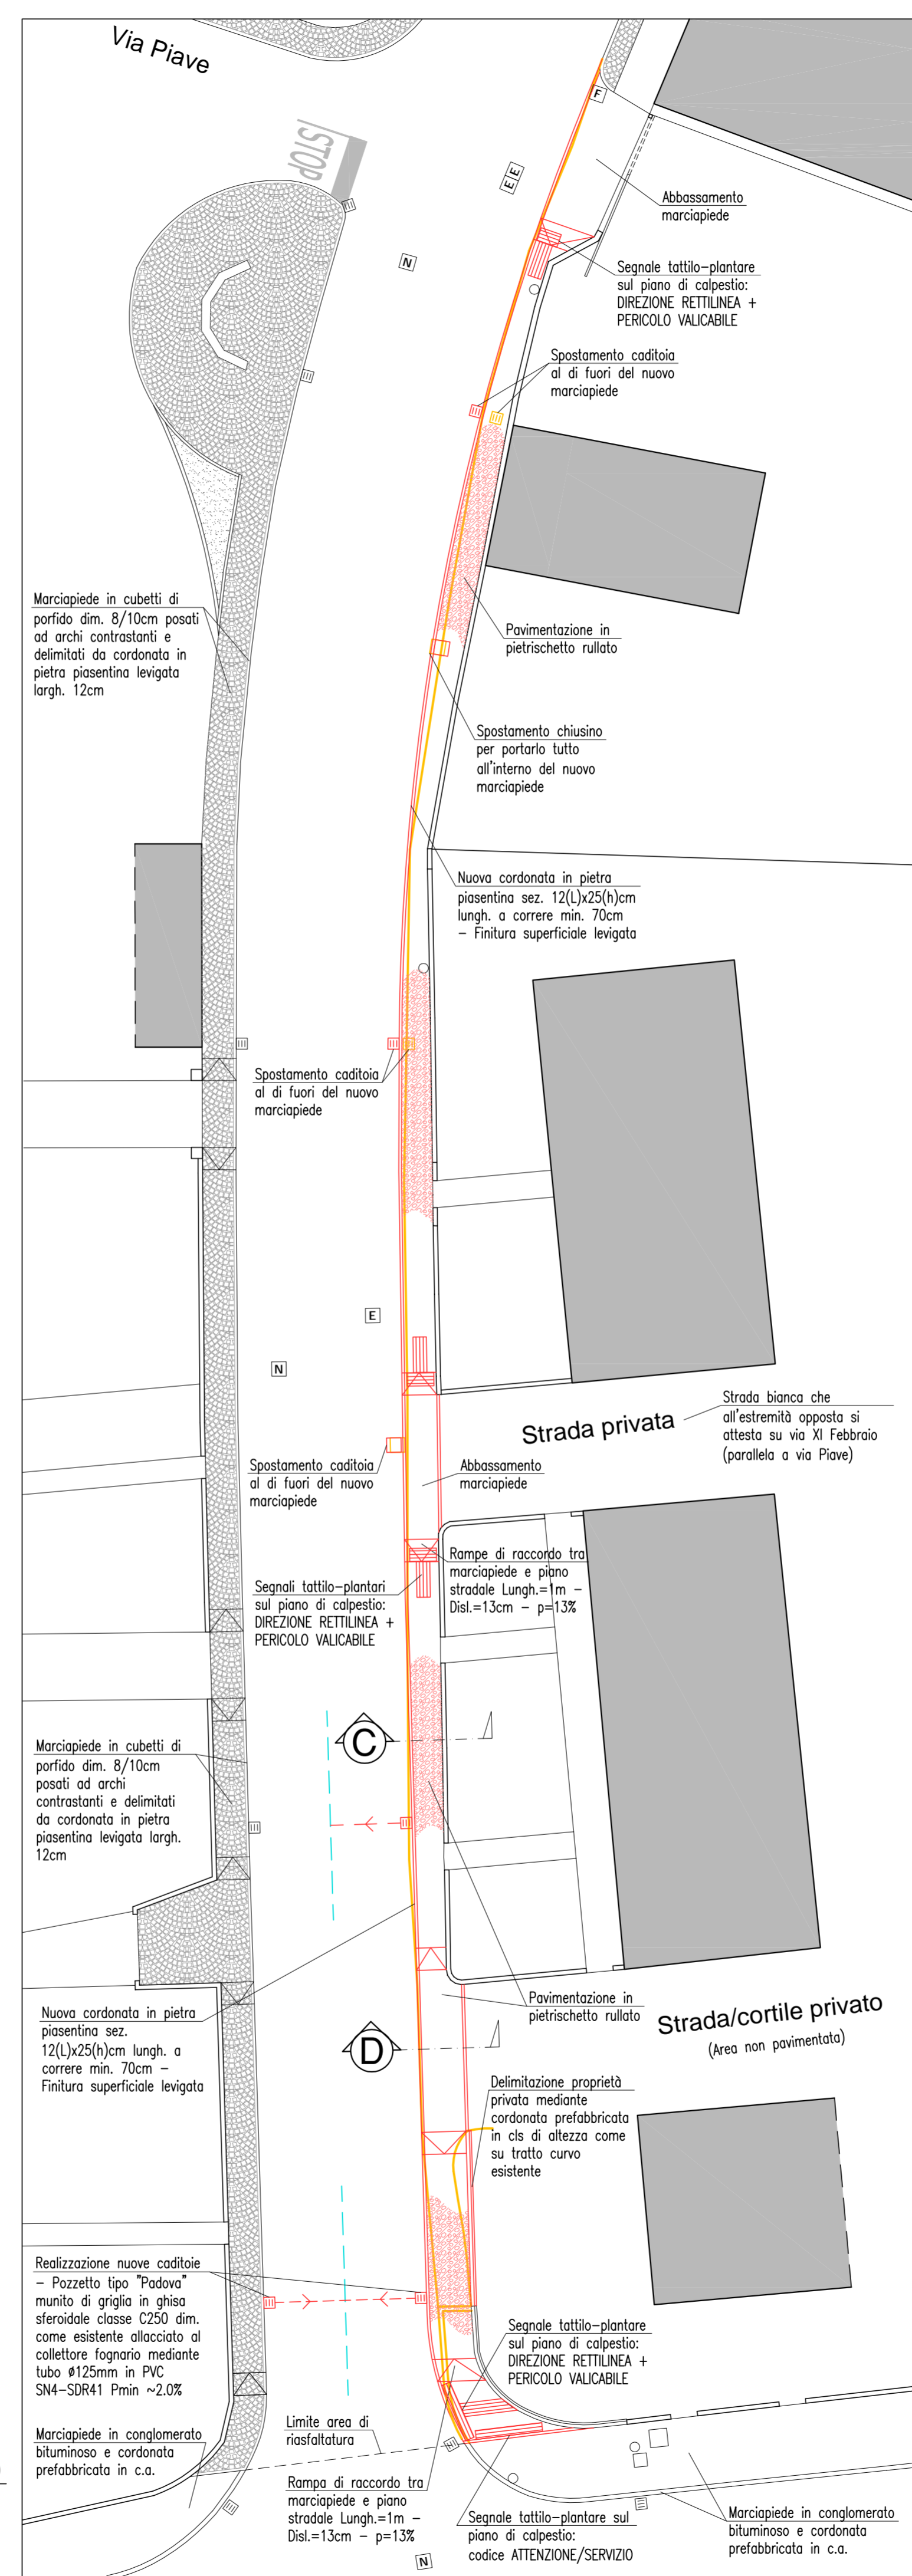 Via Piave
STOP
F
E E
N
Abbassamento
marciapiede
Segnale tattilo-plantare
sul piano di calpestio:
DIREZIONE RETTILINEA +
PERICOLO VALICABILE
Spostamento caditoia
al di fuori del nuovo
marciapiede
Marciapiede in cubetti di
porfido dim. 8/10cm posati
ad archi contrastanti e
delimitati da cordonata in
pietra piasentina levigata
largh. 12cm
Pavimentazione in
pietrischetto rullato
Spostamento chiusino
per portarlo tutto
all'interno del nuovo
marciapiede
Nuova cordonata in pietra
piasentina sez. 12(L)x25(h)cm
lungh. a correre min. 70cm
– Finitura superficiale levigata
Spostamento caditoia
al di fuori del nuovo
marciapiede
E
N
Strada privata
Strada bianca che
all'estremità opposta si
attesta su via XI Febbraio
(parallela a via Piave)
Spostamento caditoia
al di fuori del nuovo
marciapiede
Abbassamento
marciapiede
Rampe di raccordo tra
marciapiede e piano
stradale Lungh.=1m –
Disl.=13cm – p=13%
Segnali tattilo-plantari
sul piano di calpestio:
DIREZIONE RETTILINEA +
PERICOLO VALICABILE
C
Marciapiede in cubetti di
porfido dim. 8/10cm
posati ad archi
contrastanti e delimitati
da cordonata in pietra
piasentina levigata largh.
12cm
Nuova cordonata in pietra
piasentina sez.
12(L)x25(h)cm lungh. a
correre min. 70cm –
Finitura superficiale levigata
Pavimentazione in
pietrischetto rullato
Strada/cortile privato
(Area non pavimentata)
D
Delimitazione proprietà
privata mediante
cordonata prefabbricata
in cls di altezza come
su tratto curvo
esistente
Realizzazione nuove caditoie
– Pozzetto tipo "Padova"
munito di griglia in ghisa
sferoidale classe C250 dim.
come esistente allacciato al
collettore fognario mediante
tubo ø125mm in PVC
SN4–SDR41 Pmin ~2.0%
Segnale tattilo-plantare
sul piano di calpestio:
DIREZIONE RETTILINEA +
PERICOLO VALICABILE
Marciapiede in conglomerato
bituminoso e cordonata
prefabbricata in c.a.
Limite area di
riasfaltatura
Rampa di raccordo tra
marciapiede e piano
stradale Lungh.=1m –
Disl.=13cm – p=13%
Segnale tattilo-plantare sul
piano di calpestio:
codice ATTENZIONE/SERVIZIO
Marciapiede in conglomerato
bituminoso e cordonata
prefabbricata in c.a.
N